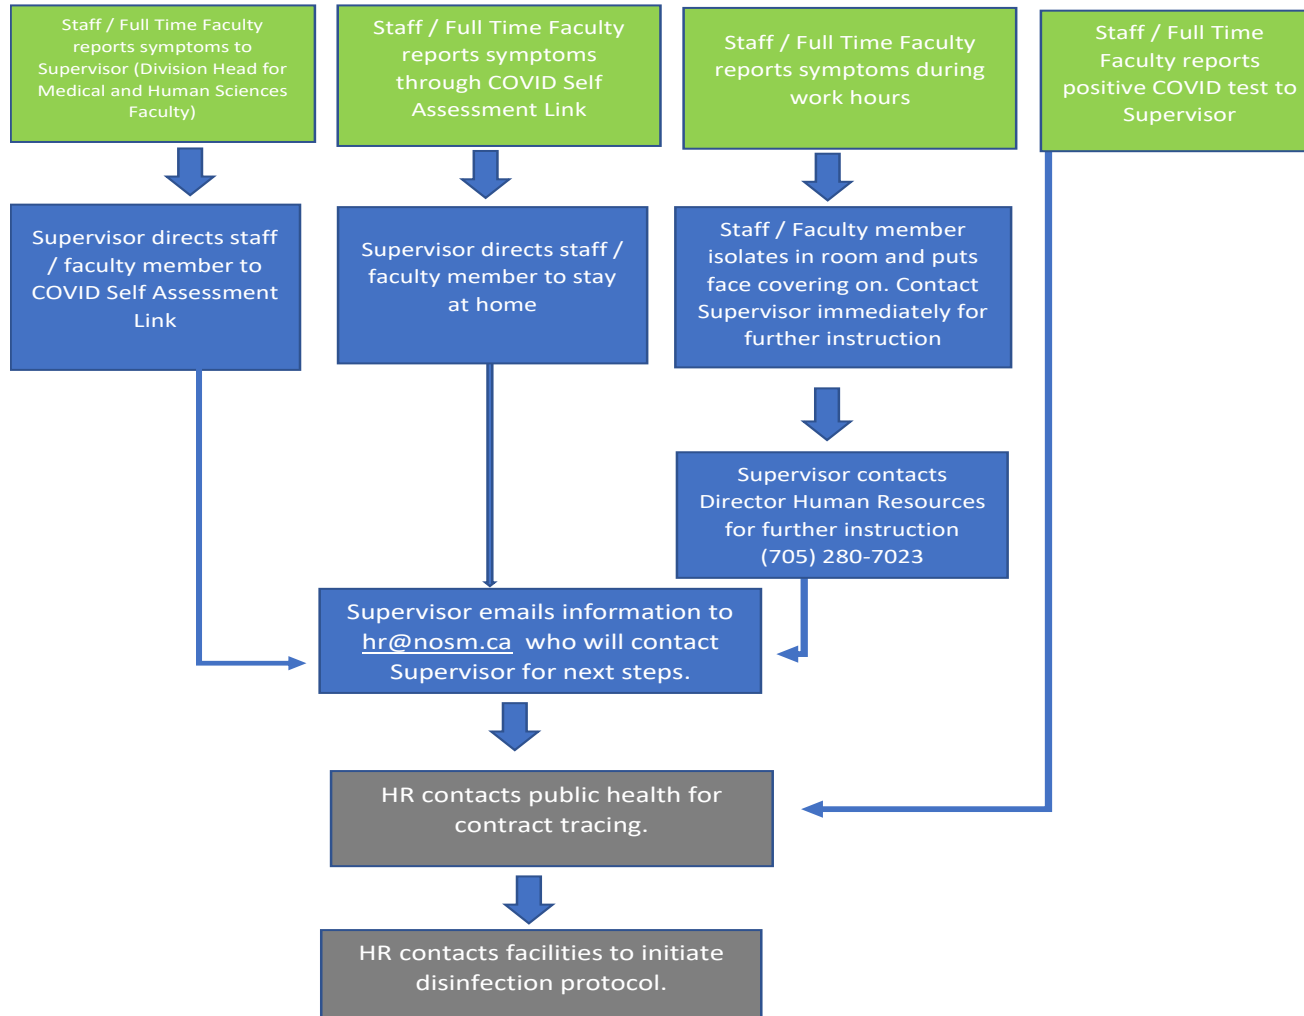 Staff / Full Time Faculty
reports symptoms to
Supervisor (Division Head for
Medical and Human Sciences
Faculty)
Staff / Full Time Faculty
reports symptoms
through COVID Self
Assessment Link
Staff / Full Time Faculty
reports symptoms during
work hours
Staff / Full Time
Faculty reports
positive COVID test to
Supervisor
Supervisor directs staff
/ faculty member to
COVID Self Assessment
Link
Supervisor directs staff /
faculty member to stay
at home
Staff / Faculty member
isolates in room and puts
face covering on. Contact
Supervisor immediately for
further instruction
Supervisor contacts
Director Human Resources
for further instruction
(705) 280-7023
Supervisor emails information to
hr@nosm.ca who will contact
Supervisor for next steps.
HR contacts public health for
contract tracing.
HR contacts facilities to initiate
disinfection protocol.